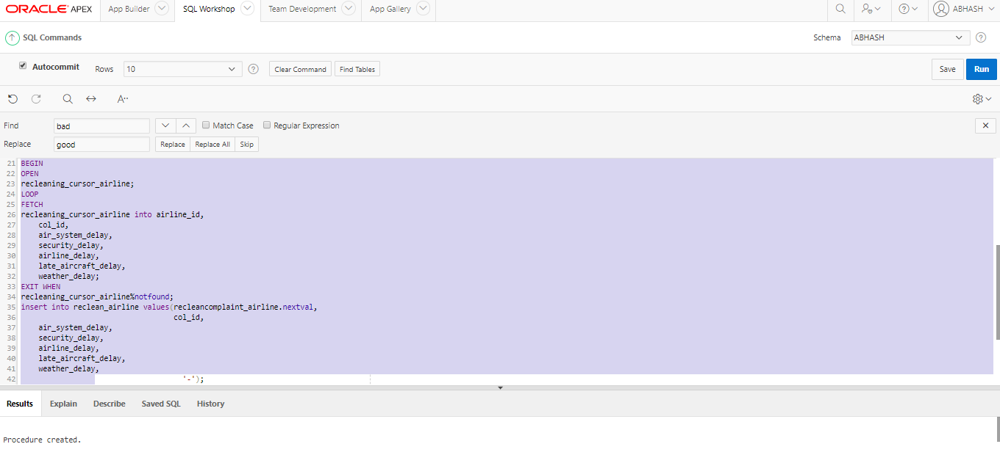 ORACLE APEX App Builder SQL Workshop Team Development App Gallery ABHASH
SQL Commands Schema ABHASH
Autocommit Rows 10 Clear Command Find Tables Save Run
Find bad Match Case Regular Expression
Replace good Replace Replace All Skip
21 BEGIN
22 OPEN
23 recleaning_cursor_airline;
24 LOOP
25 FETCH
26 recleaning_cursor_airline into airline_id,
27 col_id,
28 air_system_delay,
29 security_delay,
30 airline_delay,
31 late_aircraft_delay,
32 weather_delay;
33 EXIT WHEN
34 recleaning_cursor_airline%notfound;
35 insert into reclean_airline values(recleancomplaint_airline.nextval,
36 col_id,
37 air_system_delay,
38 security_delay,
39 airline_delay,
40 late_aircraft_delay,
41 weather_delay,
42 '-');
Results Explain Describe Saved SQL History
Procedure created.